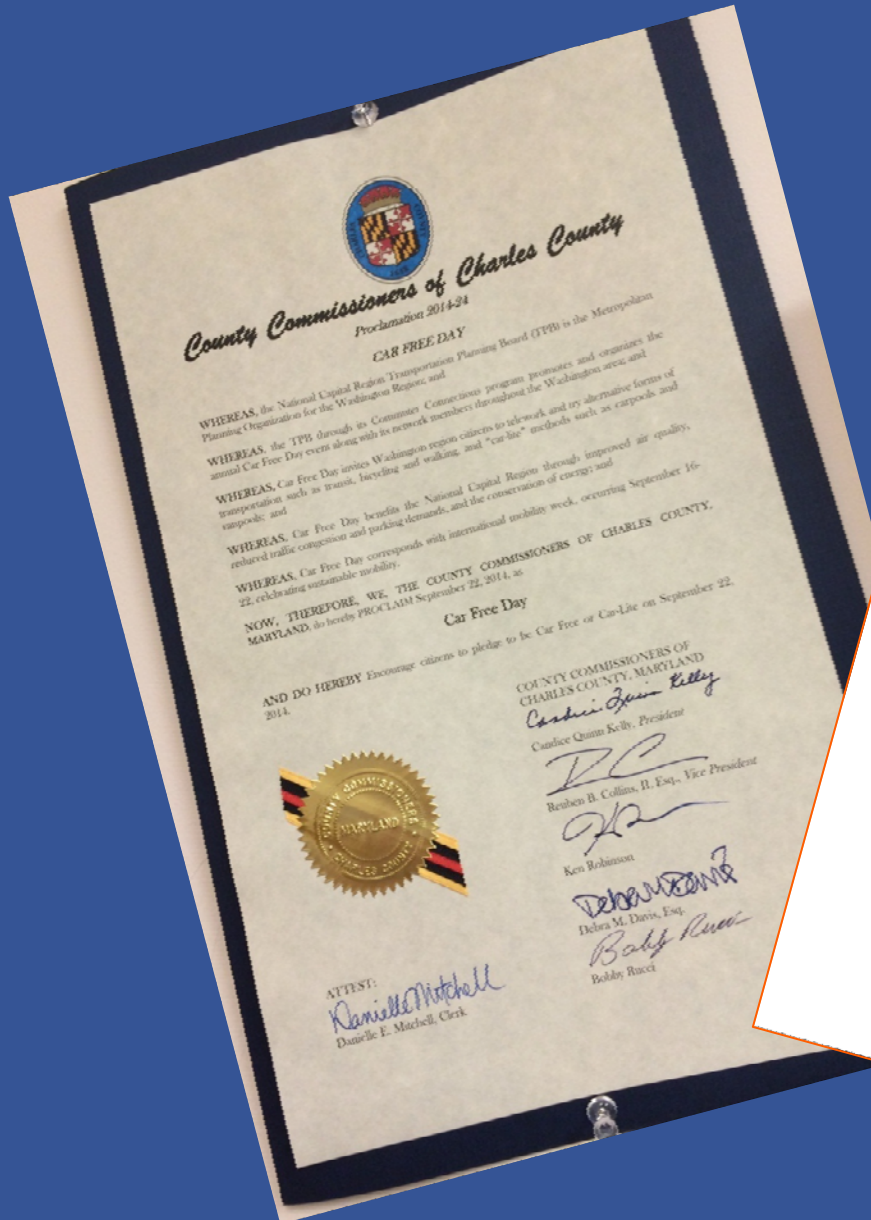 CHARLES COUNTY
1658
County Commissioners of Charles County
Proclamation 2014-24
CAR FREE DAY
WHEREAS, the National Capital Region Transportation Planning Board (TPB) is the Metropolitan
Planning Organization for the Washington Region; and
WHEREAS, the TPB through its Commuter Connections program promotes and organizes the
annual Car Free Day event along with its network members throughout the Washington area; and
WHEREAS, Car Free Day invites Washington region citizens to telework and try alternative forms of
transportation such as transit, bicycling and walking, and "car-lite" methods such as carpools and
vanpools; and
WHEREAS, Car Free Day benefits the National Capital Region through improved air quality,
reduced traffic congestion and parking demands, and the conservation of energy; and
WHEREAS, Car Free Day corresponds with international mobility week, occurring September 16-
22, celebrating sustainable mobility.
NOW, THEREFORE, WE, THE COUNTY COMMISSIONERS OF CHARLES COUNTY,
MARYLAND, do hereby PROCLAIM September 22, 2014, as
Car Free Day
AND DO HEREBY Encourage citizens to pledge to be Car Free or Car-Lite on September 22,
2014.
COUNTY COMMISSIONERS OF
CHARLES COUNTY, MARYLAND
Candice Quinn Kelly
Candice Quinn Kelly, President
Reuben B. Collins, II, Esq., Vice President
Ken Robinson
Debra M Davis
Debra M. Davis, Esq.
Bobby Rucci
Bobby Rucci
COUNTY COMMISSIONERS
MARYLAND
CHARLES COUNTY
ATTEST:
Danielle Mitchell
Danielle E. Mitchell, Clerk